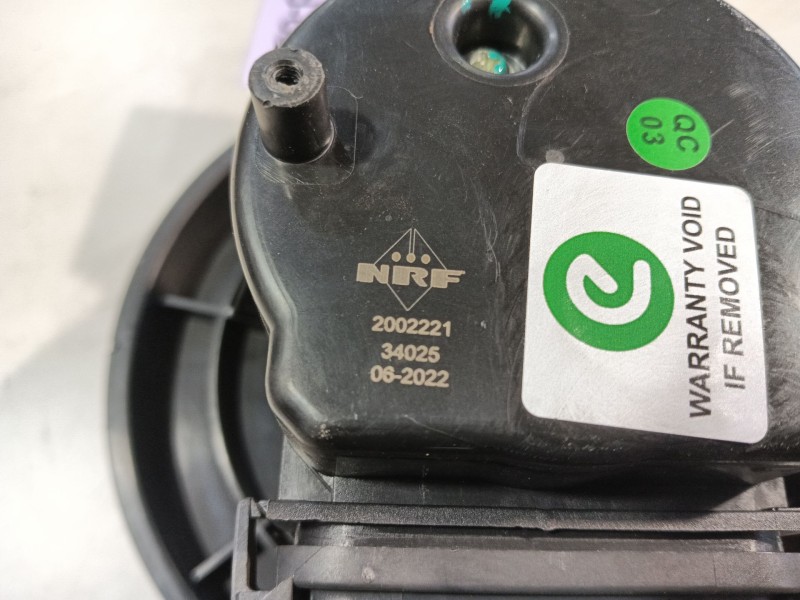 QC
03
NRF
2002221
34025
06-2022
WARRANTY VOID
IF REMOVED